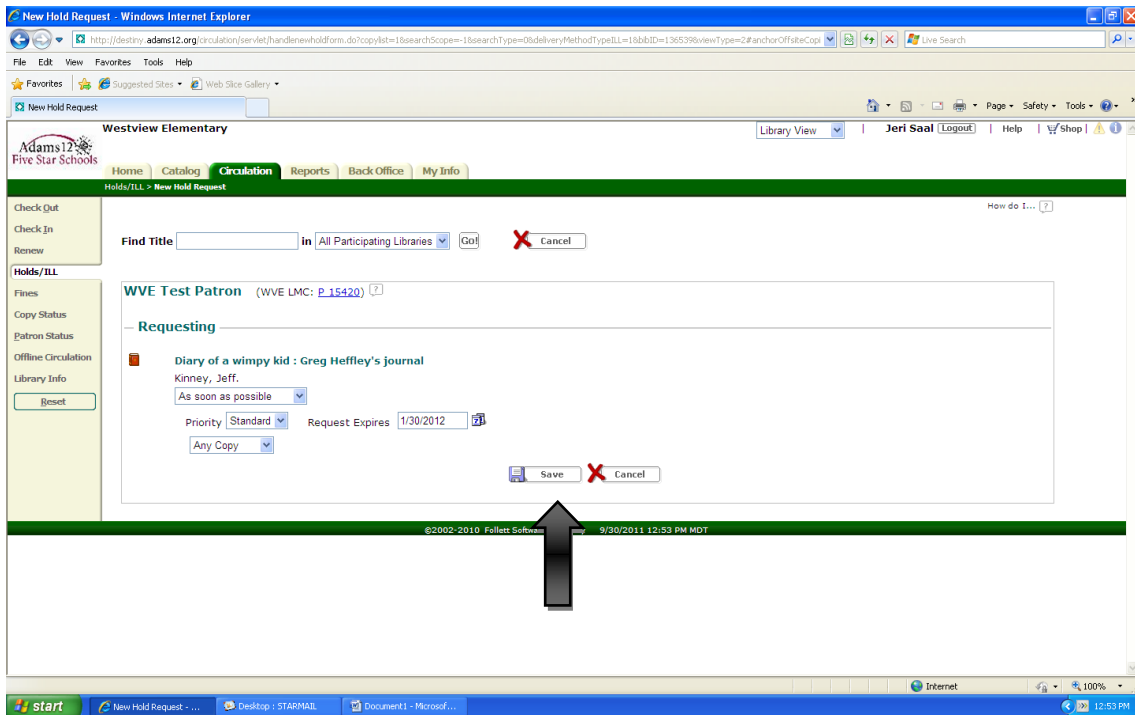 New Hold Request - Windows Internet Explorer
http://destiny.adams12.org/circulation/servlet/handlenewholdform.do?copylist=1&searchScope=-1&searchType=0&deliveryMethodTypeILL=1&bibID=136539&viewType=2#anchorOffsiteCopi
Live Search
File Edit View Favorites Tools Help
Favorites Suggested Sites Web Slice Gallery
New Hold Request
Page Safety Tools
Adams12
Five Star Schools
Westview Elementary
Library View
Jeri Saal Logout | Help | Shop |
Home Catalog Circulation Reports Back Office My Info
Holds/ILL > New Hold Request
Check Out
Check In
Renew
Holds/ILL
Fines
Copy Status
Patron Status
Offline Circulation
Library Info
Reset
How do I... ?
Find Title in All Participating Libraries Go! Cancel
WVE Test Patron (WVE LMC: P 15420) ?
Requesting
Diary of a wimpy kid : Greg Heffley's journal
Kinney, Jeff.
As soon as possible
Priority Standard Request Expires 1/30/2012
Any Copy
Save Cancel
©2002-2010 Follett 9/30/2011 12:53 PM MDT
Internet 100%
start New Hold Request - ... Desktop : STARMAIL Document1 - Microsof... 12:53 PM